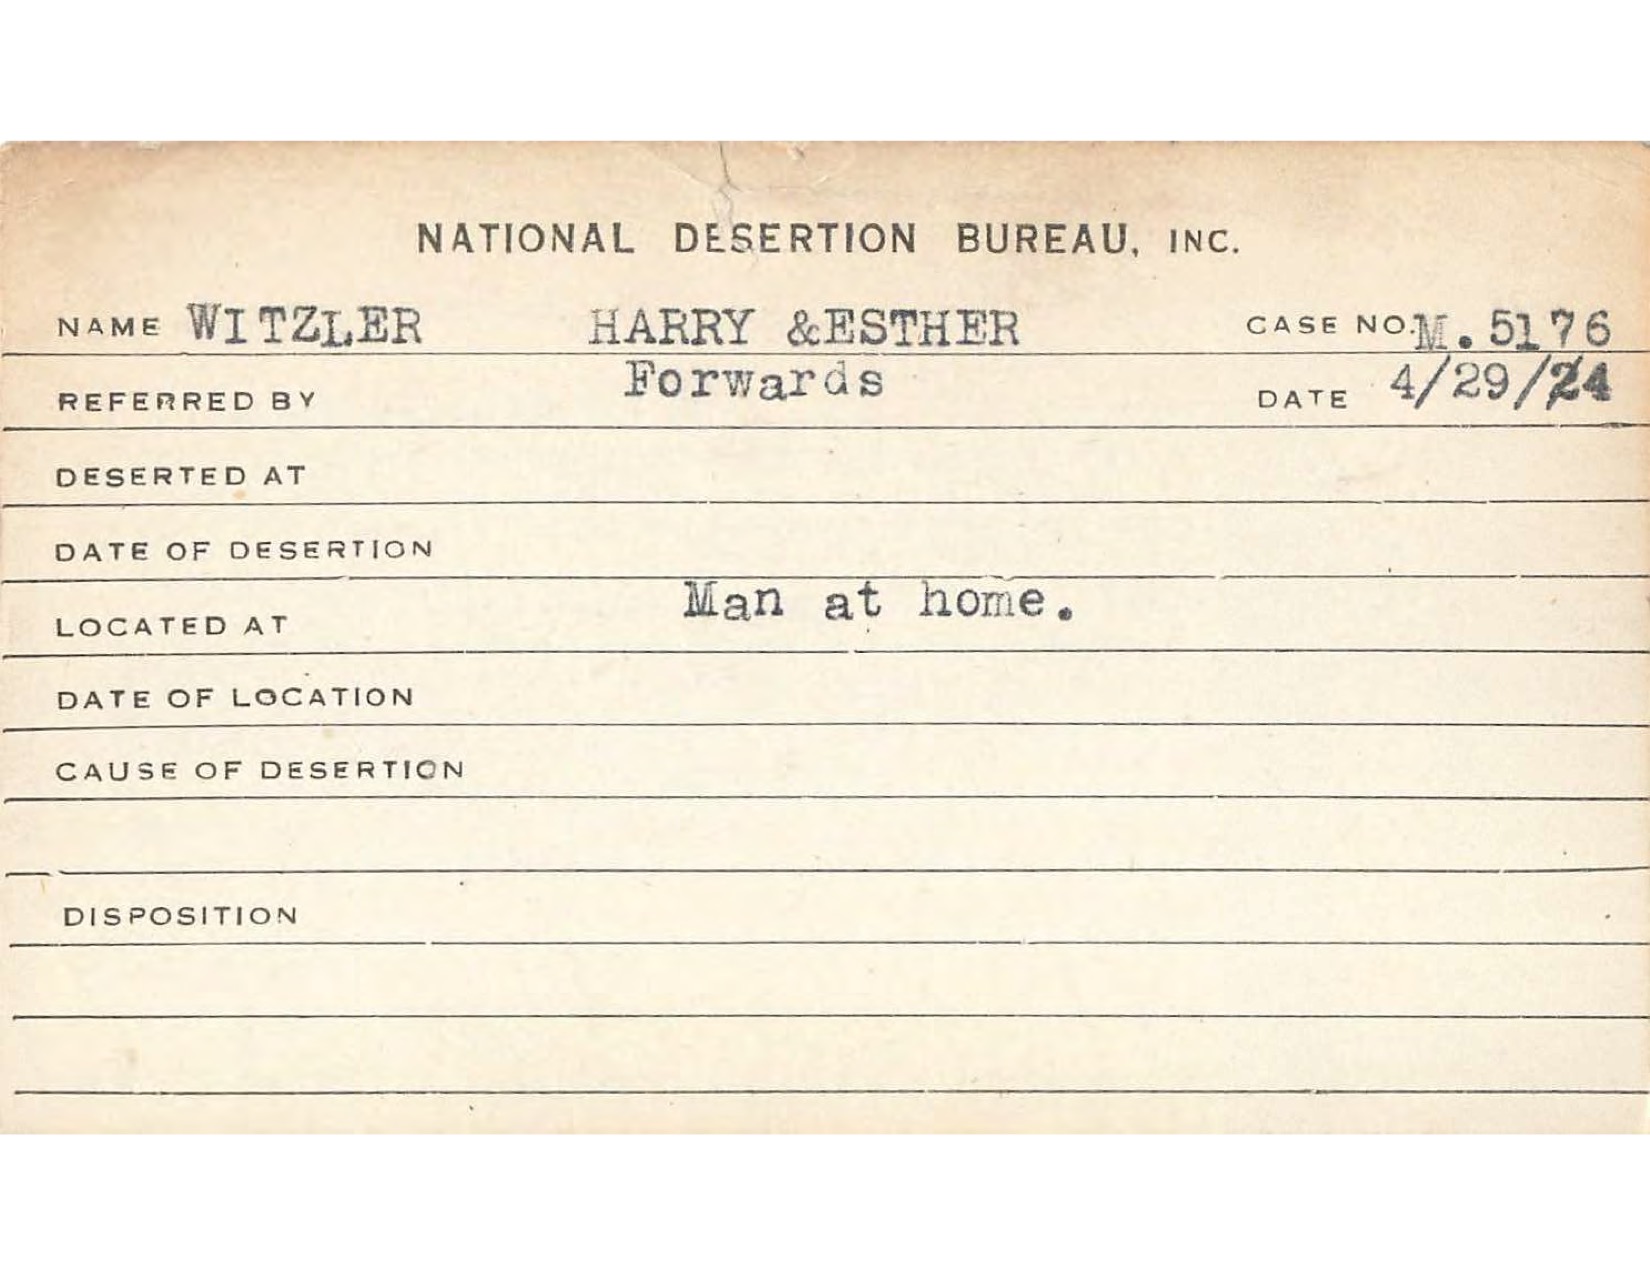 NATIONAL DESERTION BUREAU, INC.
NAME WITZLER HARRY &ESTHER CASE NO. M.5176
REFERRED BY Forwards DATE 4/29/24
DESERTED AT
DATE OF DESERTION
LOCATED AT Man at home.
DATE OF LOCATION
CAUSE OF DESERTION
DISPOSITION